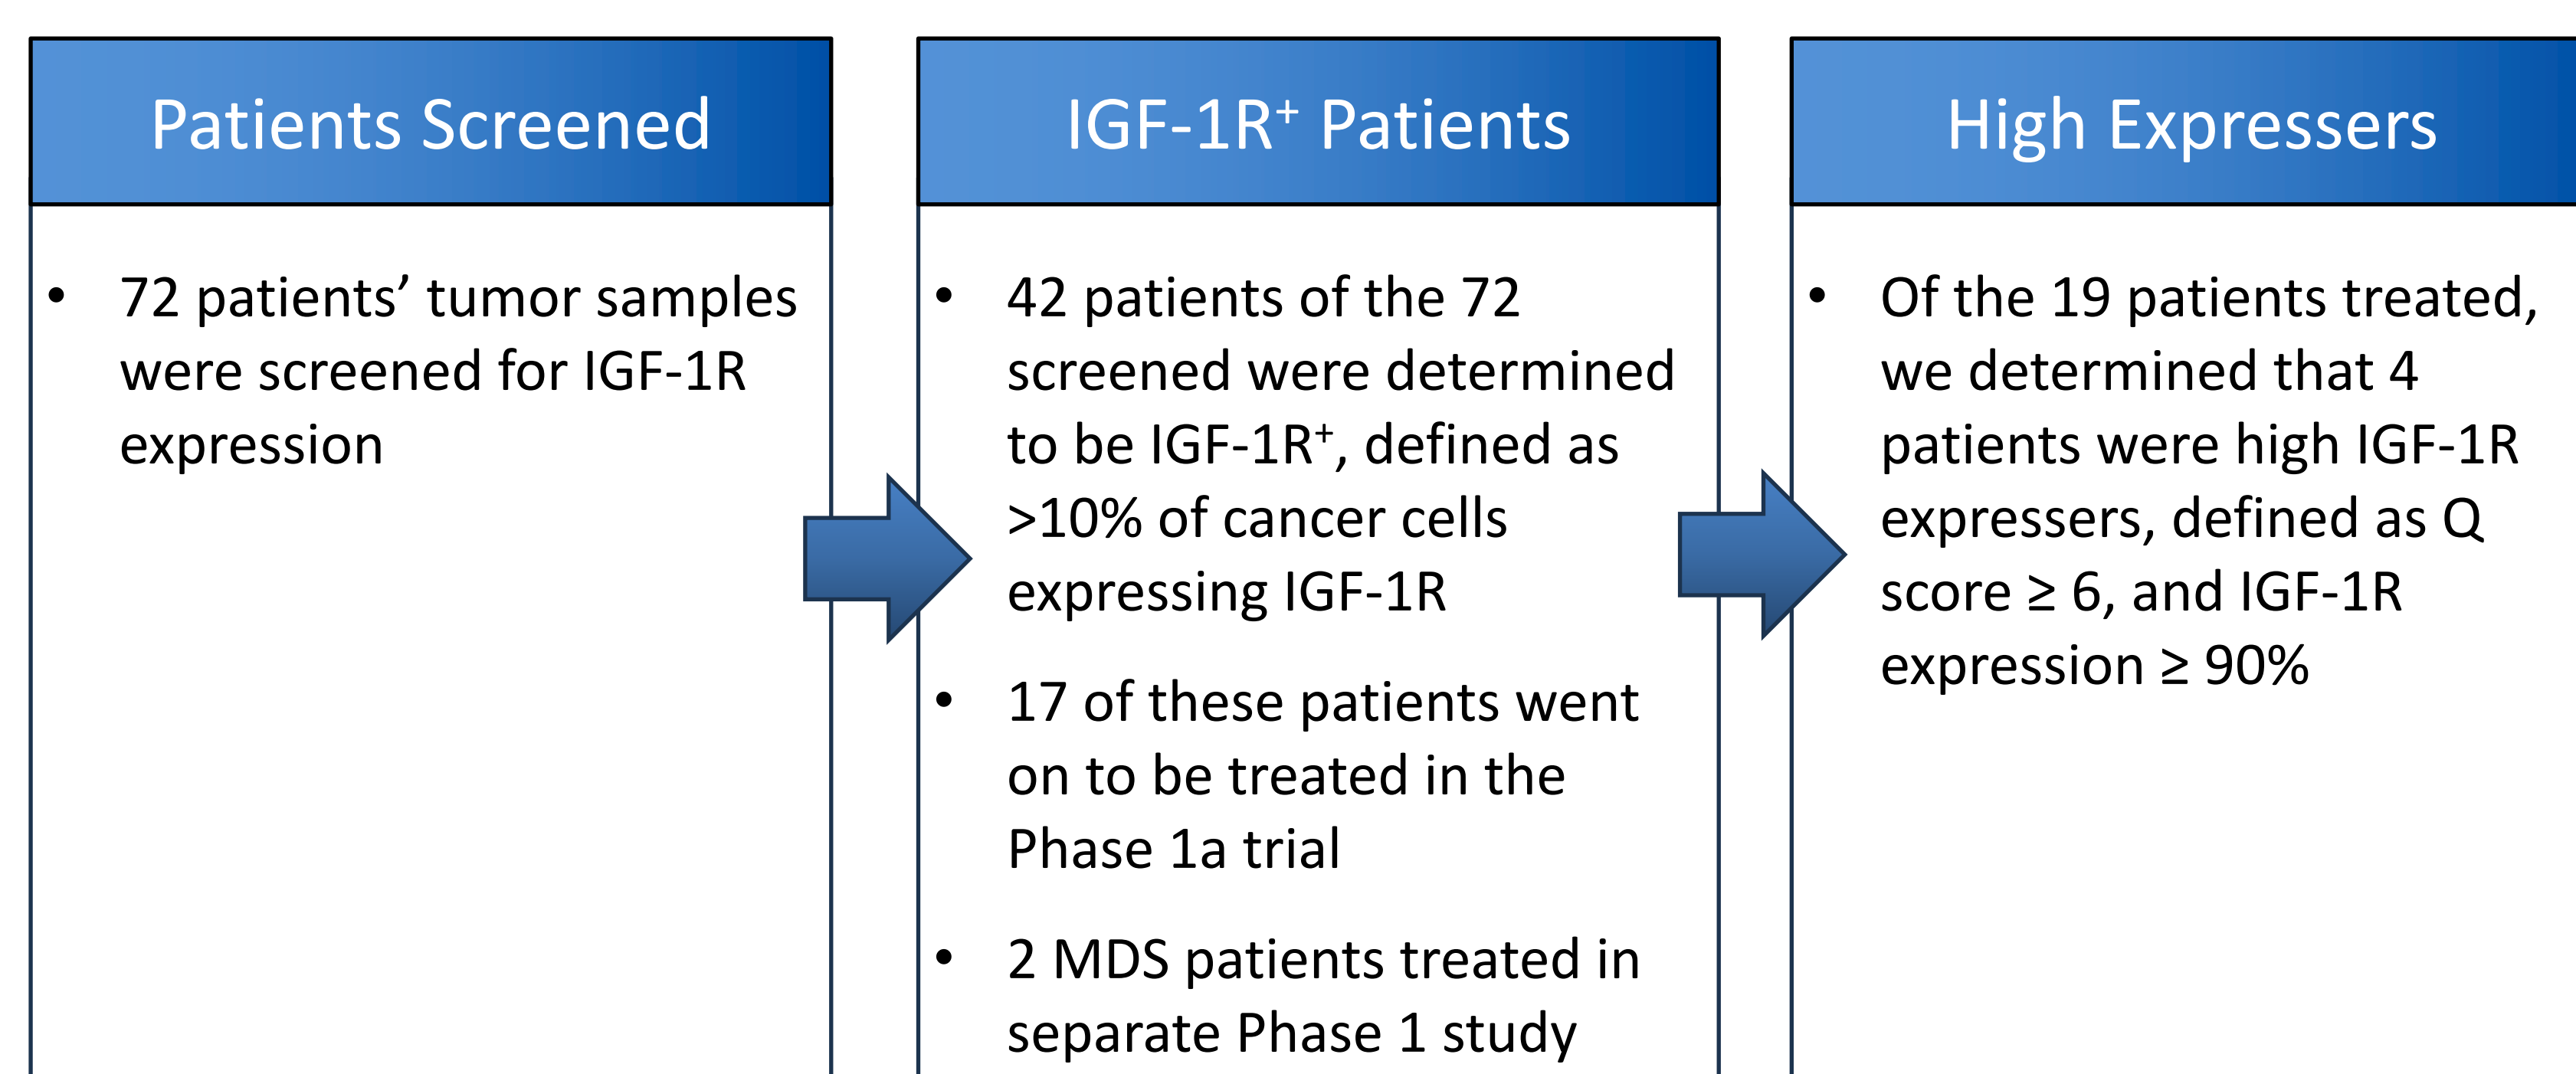 Patients Screened
• 72 patients’ tumor samples
were screened for IGF-1R
expression
IGF-1R⁺ Patients
• 42 patients of the 72
screened were determined
to be IGF-1R⁺, defined as
>10% of cancer cells
expressing IGF-1R
• 17 of these patients went
on to be treated in the
Phase 1a trial
• 2 MDS patients treated in
separate Phase 1 study
High Expressers
• Of the 19 patients treated,
we determined that 4
patients were high IGF-1R
expressers, defined as Q
score ≥ 6, and IGF-1R
expression ≥ 90%